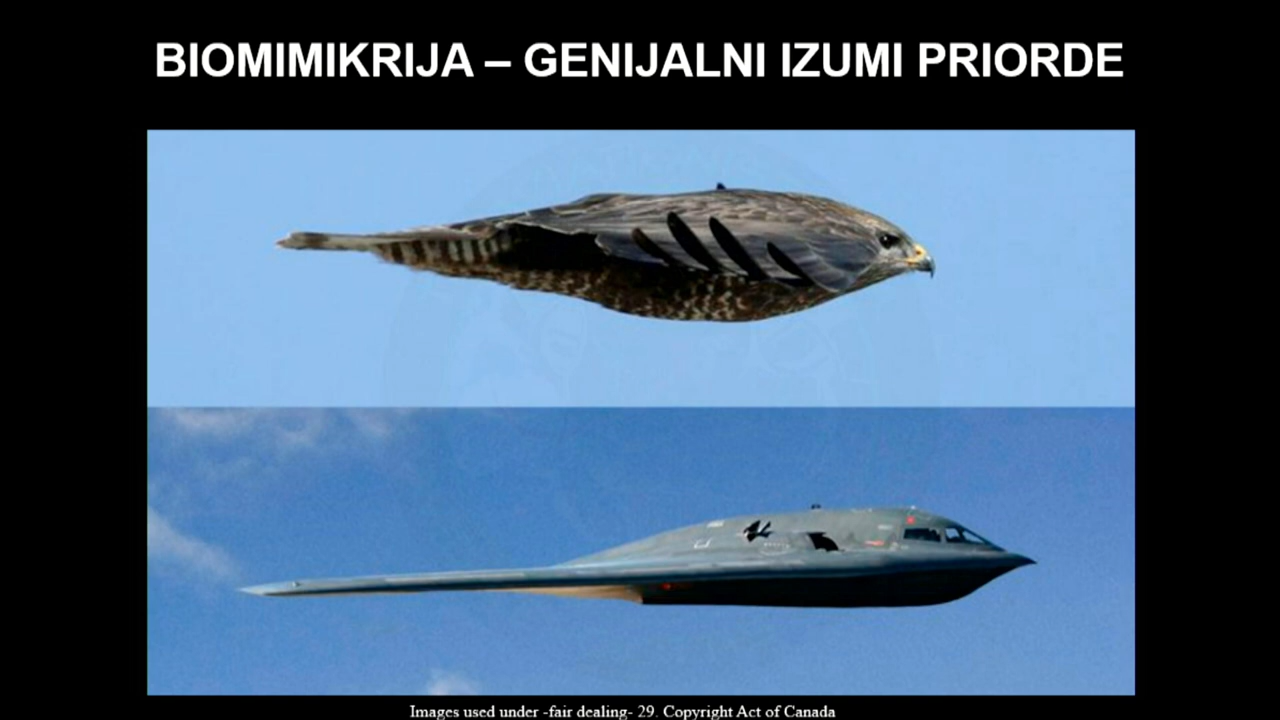 BIOMIMIKRIJA – GENIJALNI IZUMI PRIORDE
Images used under -fair dealing- 29. Copyright Act of Canada